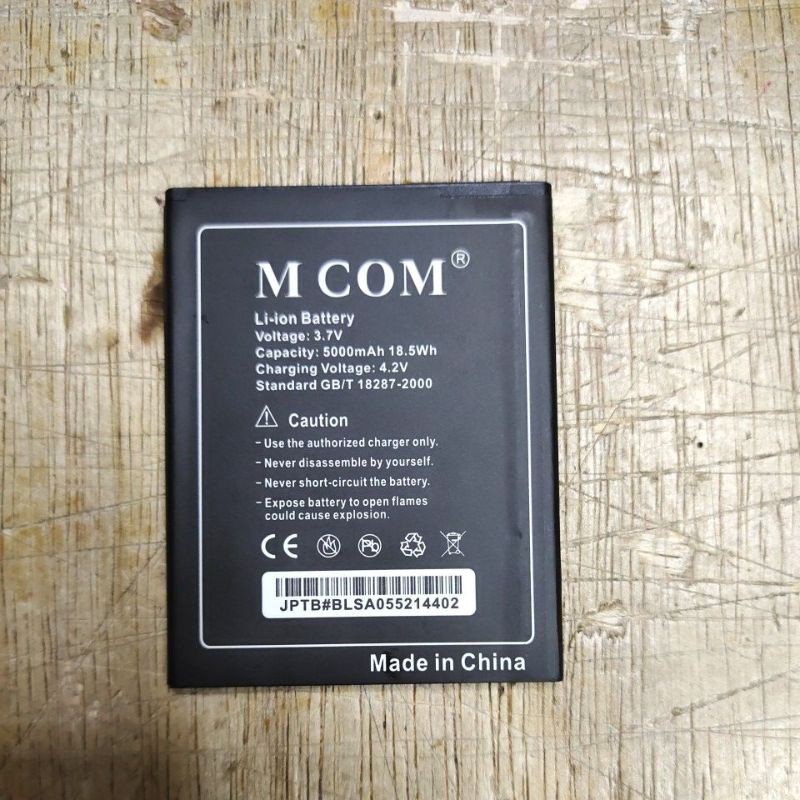 M COM®
Li-ion Battery
Voltage: 3.7V
Capacity: 5000mAh 18.5Wh
Charging Voltage: 4.2V
Standard GB/T 18287-2000
Caution
– Use the authorized charger only.
– Never disassemble by yourself.
– Never short-circuit the battery.
– Expose battery to open flames
could cause explosion.
CE Pb
JPTB#BLSA055214402
Made in China